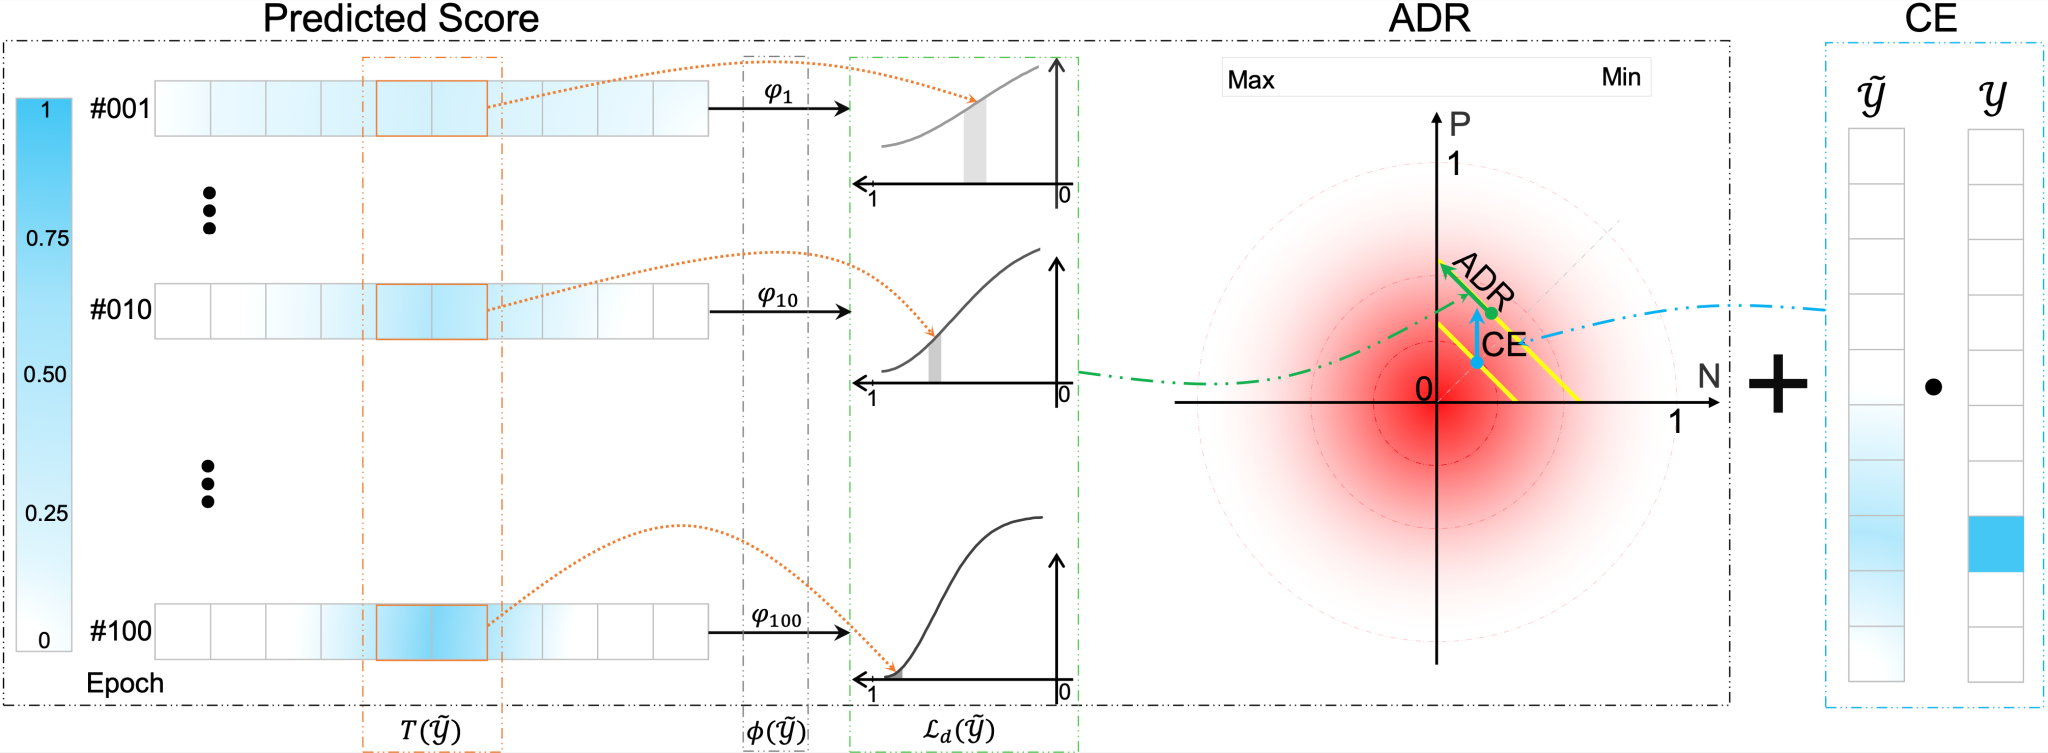 Predicted Score
ADR
CE
1
0.75
0.50
0.25
0
#001
#010
#100
Epoch
φ₁
φ₁₀
φ₁₀₀
1
0
1
0
1
0
T(Ỹ)
ϕ(Ỹ)
ℒd(Ỹ)
Max
Min
P
1
ADR
CE
0
N
1
+
Ỹ
Y